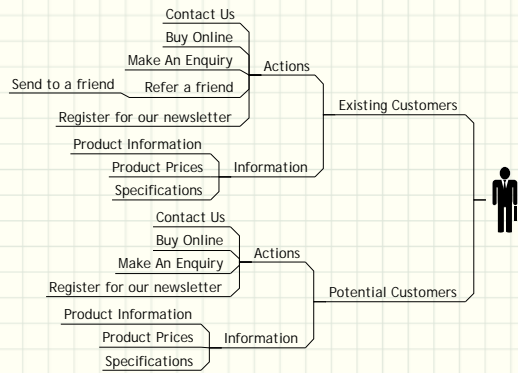 Contact Us
Buy Online
Make An Enquiry
Actions
Send to a friend
Refer a friend
Existing Customers
Register for our newsletter
Product Information
Product Prices
Information
Specifications
Contact Us
Buy Online
Actions
Make An Enquiry
Register for our newsletter
Potential Customers
Product Information
Product Prices
Information
Specifications